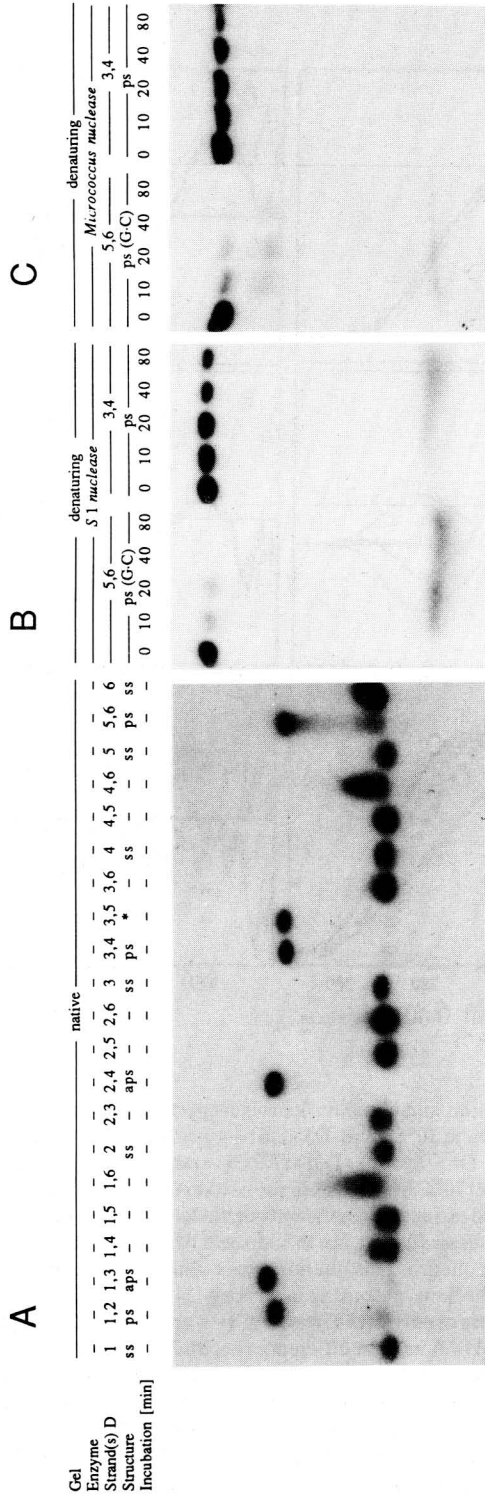 A B C
Gel native denaturing denaturing
Enzyme – – – – – – – – – – – – – – – – – – – – – S1 nuclease Micrococcus nuclease
Strand(s) D 1 1,2 1,3 1,4 1,5 1,6 2 2,3 2,4 2,5 2,6 3 3,4 3,5 3,6 4 4,5 4,6 5 5,6 6 5,6 3,4 5,6 3,4
Structure ss ps aps – – – ss – aps – – ss ps * – ss – – ss ps ss ps (G·C) ps ps (G·C) ps
Incubation [min] – – – – – – – – – – – – – – – – – – – – – 0 10 20 40 80 0 10 20 40 80 0 10 20 40 80 0 10 20 40 80